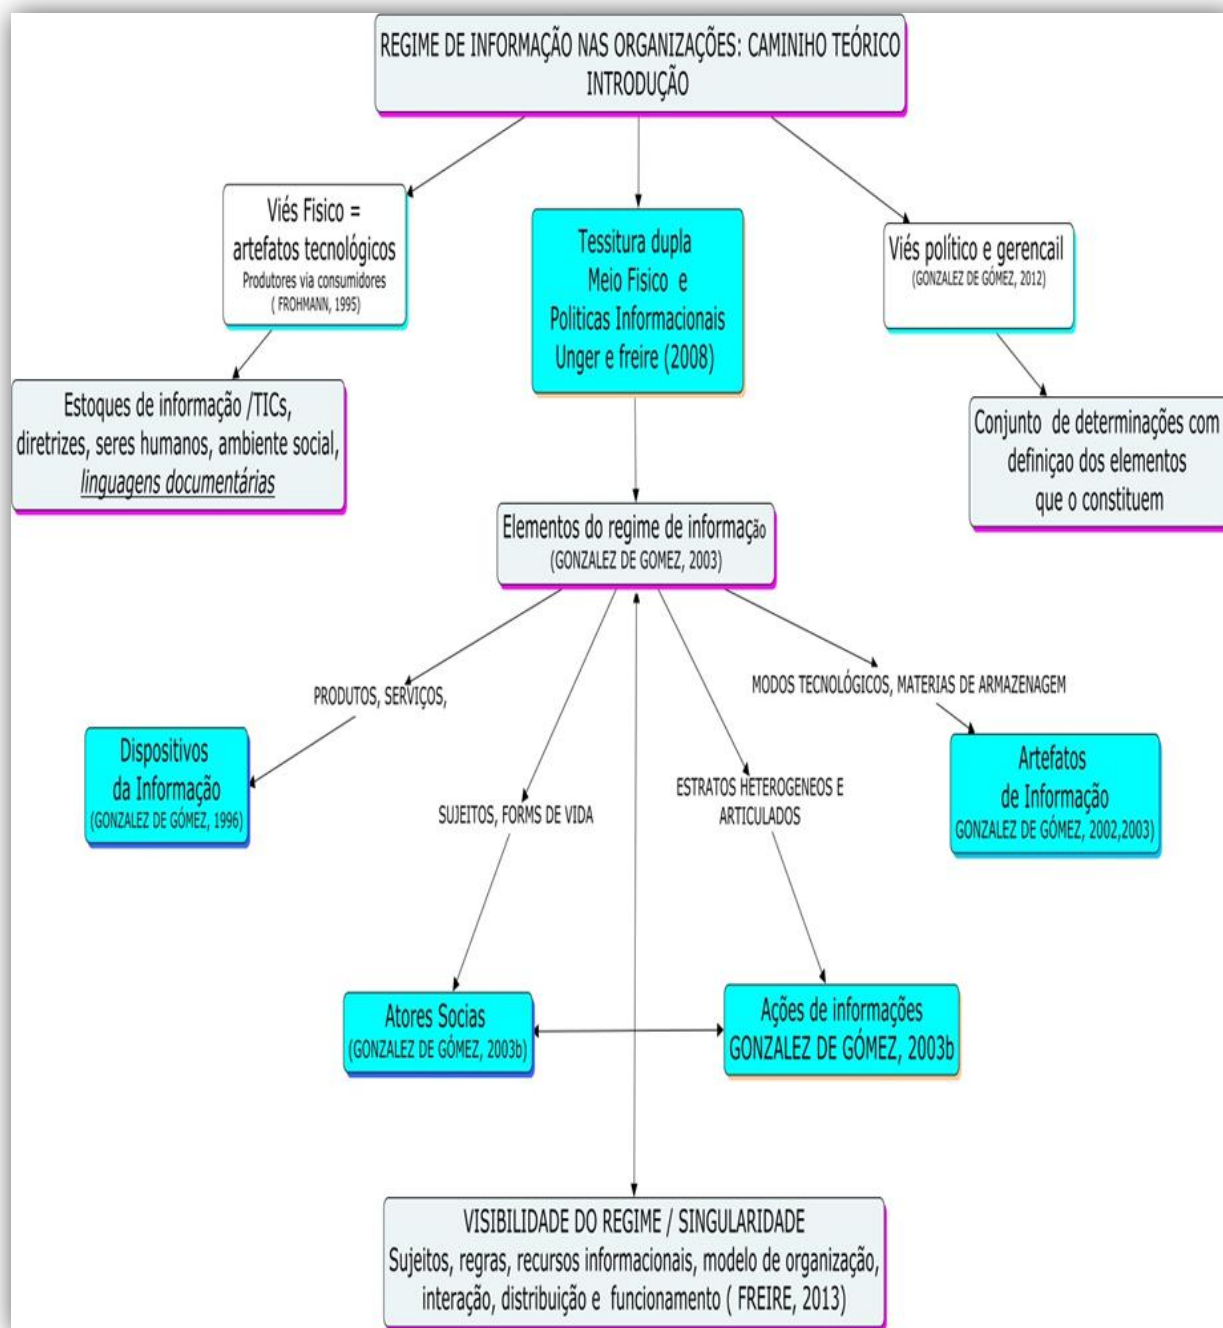 REGIME DE INFORMAÇÃO NAS ORGANIZAÇÕES: CAMINIHO TEÓRICO
INTRODUÇÃO
Viés Fisico =
artefatos tecnológicos
Produtores via consumidores
( FROHMANN, 1995)
Tessitura dupla
Meio Fisico e
Politicas Informacionais
Unger e freire (2008)
Viés político e gerencail
(GONZALEZ DE GÓMEZ, 2012)
Estoques de informação /TICs,
diretrizes, seres humanos, ambiente social,
linguagens documentárias
Conjunto de determinações com
definiçao dos elementos
que o constituem
Elementos do regime de informação
(GONZALEZ DE GOMEZ, 2003)
PRODUTOS, SERVIÇOS,
MODOS TECNOLÓGICOS, MATERIAS DE ARMAZENAGEM
Dispositivos
da Informação
(GONZALEZ DE GÓMEZ, 1996)
SUJEITOS, FORMS DE VIDA
ESTRATOS HETEROGENEOS E
ARTICULADOS
Artefatos
de Informação
GONZALEZ DE GÓMEZ, 2002,2003)
Atores Socias
(GONZALEZ DE GÓMEZ, 2003b)
Ações de informações
GONZALEZ DE GÓMEZ, 2003b
VISIBILIDADE DO REGIME / SINGULARIDADE
Sujeitos, regras, recursos informacionais, modelo de organização,
interação, distribuição e funcionamento ( FREIRE, 2013)